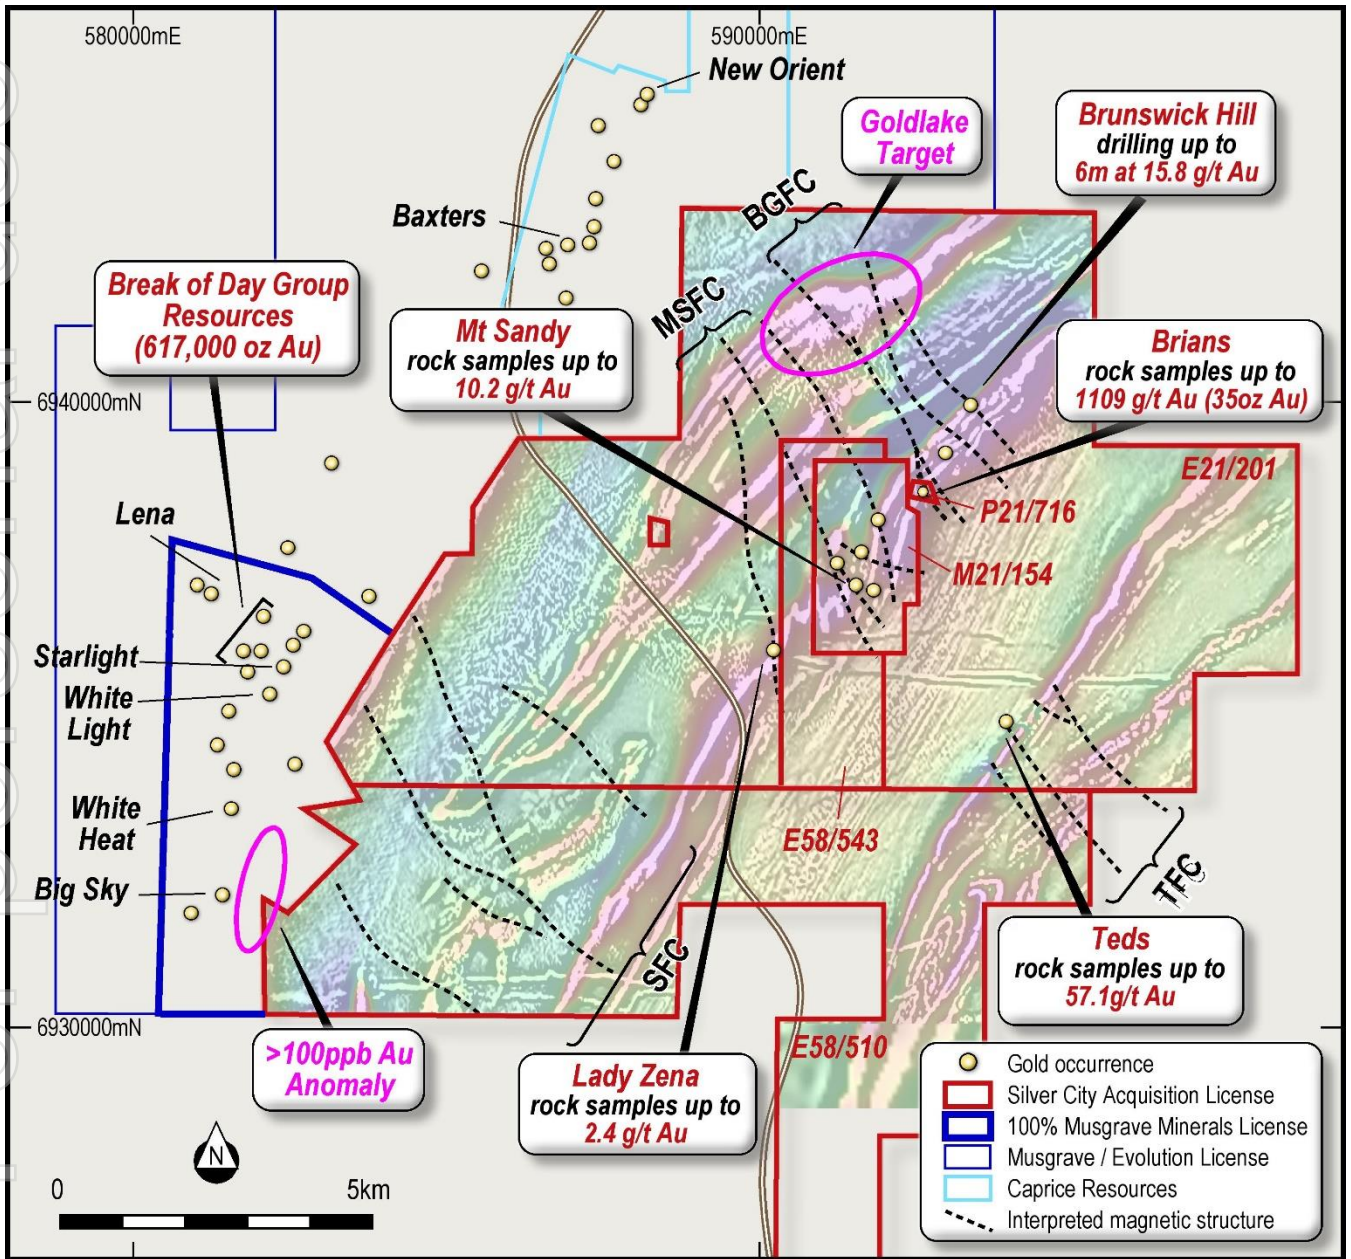 580000mE
590000mE
New Orient
Goldlake
Target
Brunswick Hill
drilling up to
6m at 15.8 g/t Au
BGFC
Baxters
Break of Day Group
Resources
(617,000 oz Au)
MSFC
Mt Sandy
rock samples up to
10.2 g/t Au
Brians
rock samples up to
1109 g/t Au (35oz Au)
6940000mN
E21/201
Lena
P21/716
M21/154
Starlight
White
Light
White
Heat
E58/543
Big Sky
TFC
SFC
Teds
rock samples up to
57.1g/t Au
6930000mN
>100ppb Au
Anomaly
E58/510
Lady Zena
rock samples up to
2.4 g/t Au
Gold occurrence
Silver City Acquisition License
100% Musgrave Minerals License
Musgrave / Evolution License
Caprice Resources
Interpreted magnetic structure
N
0
5km